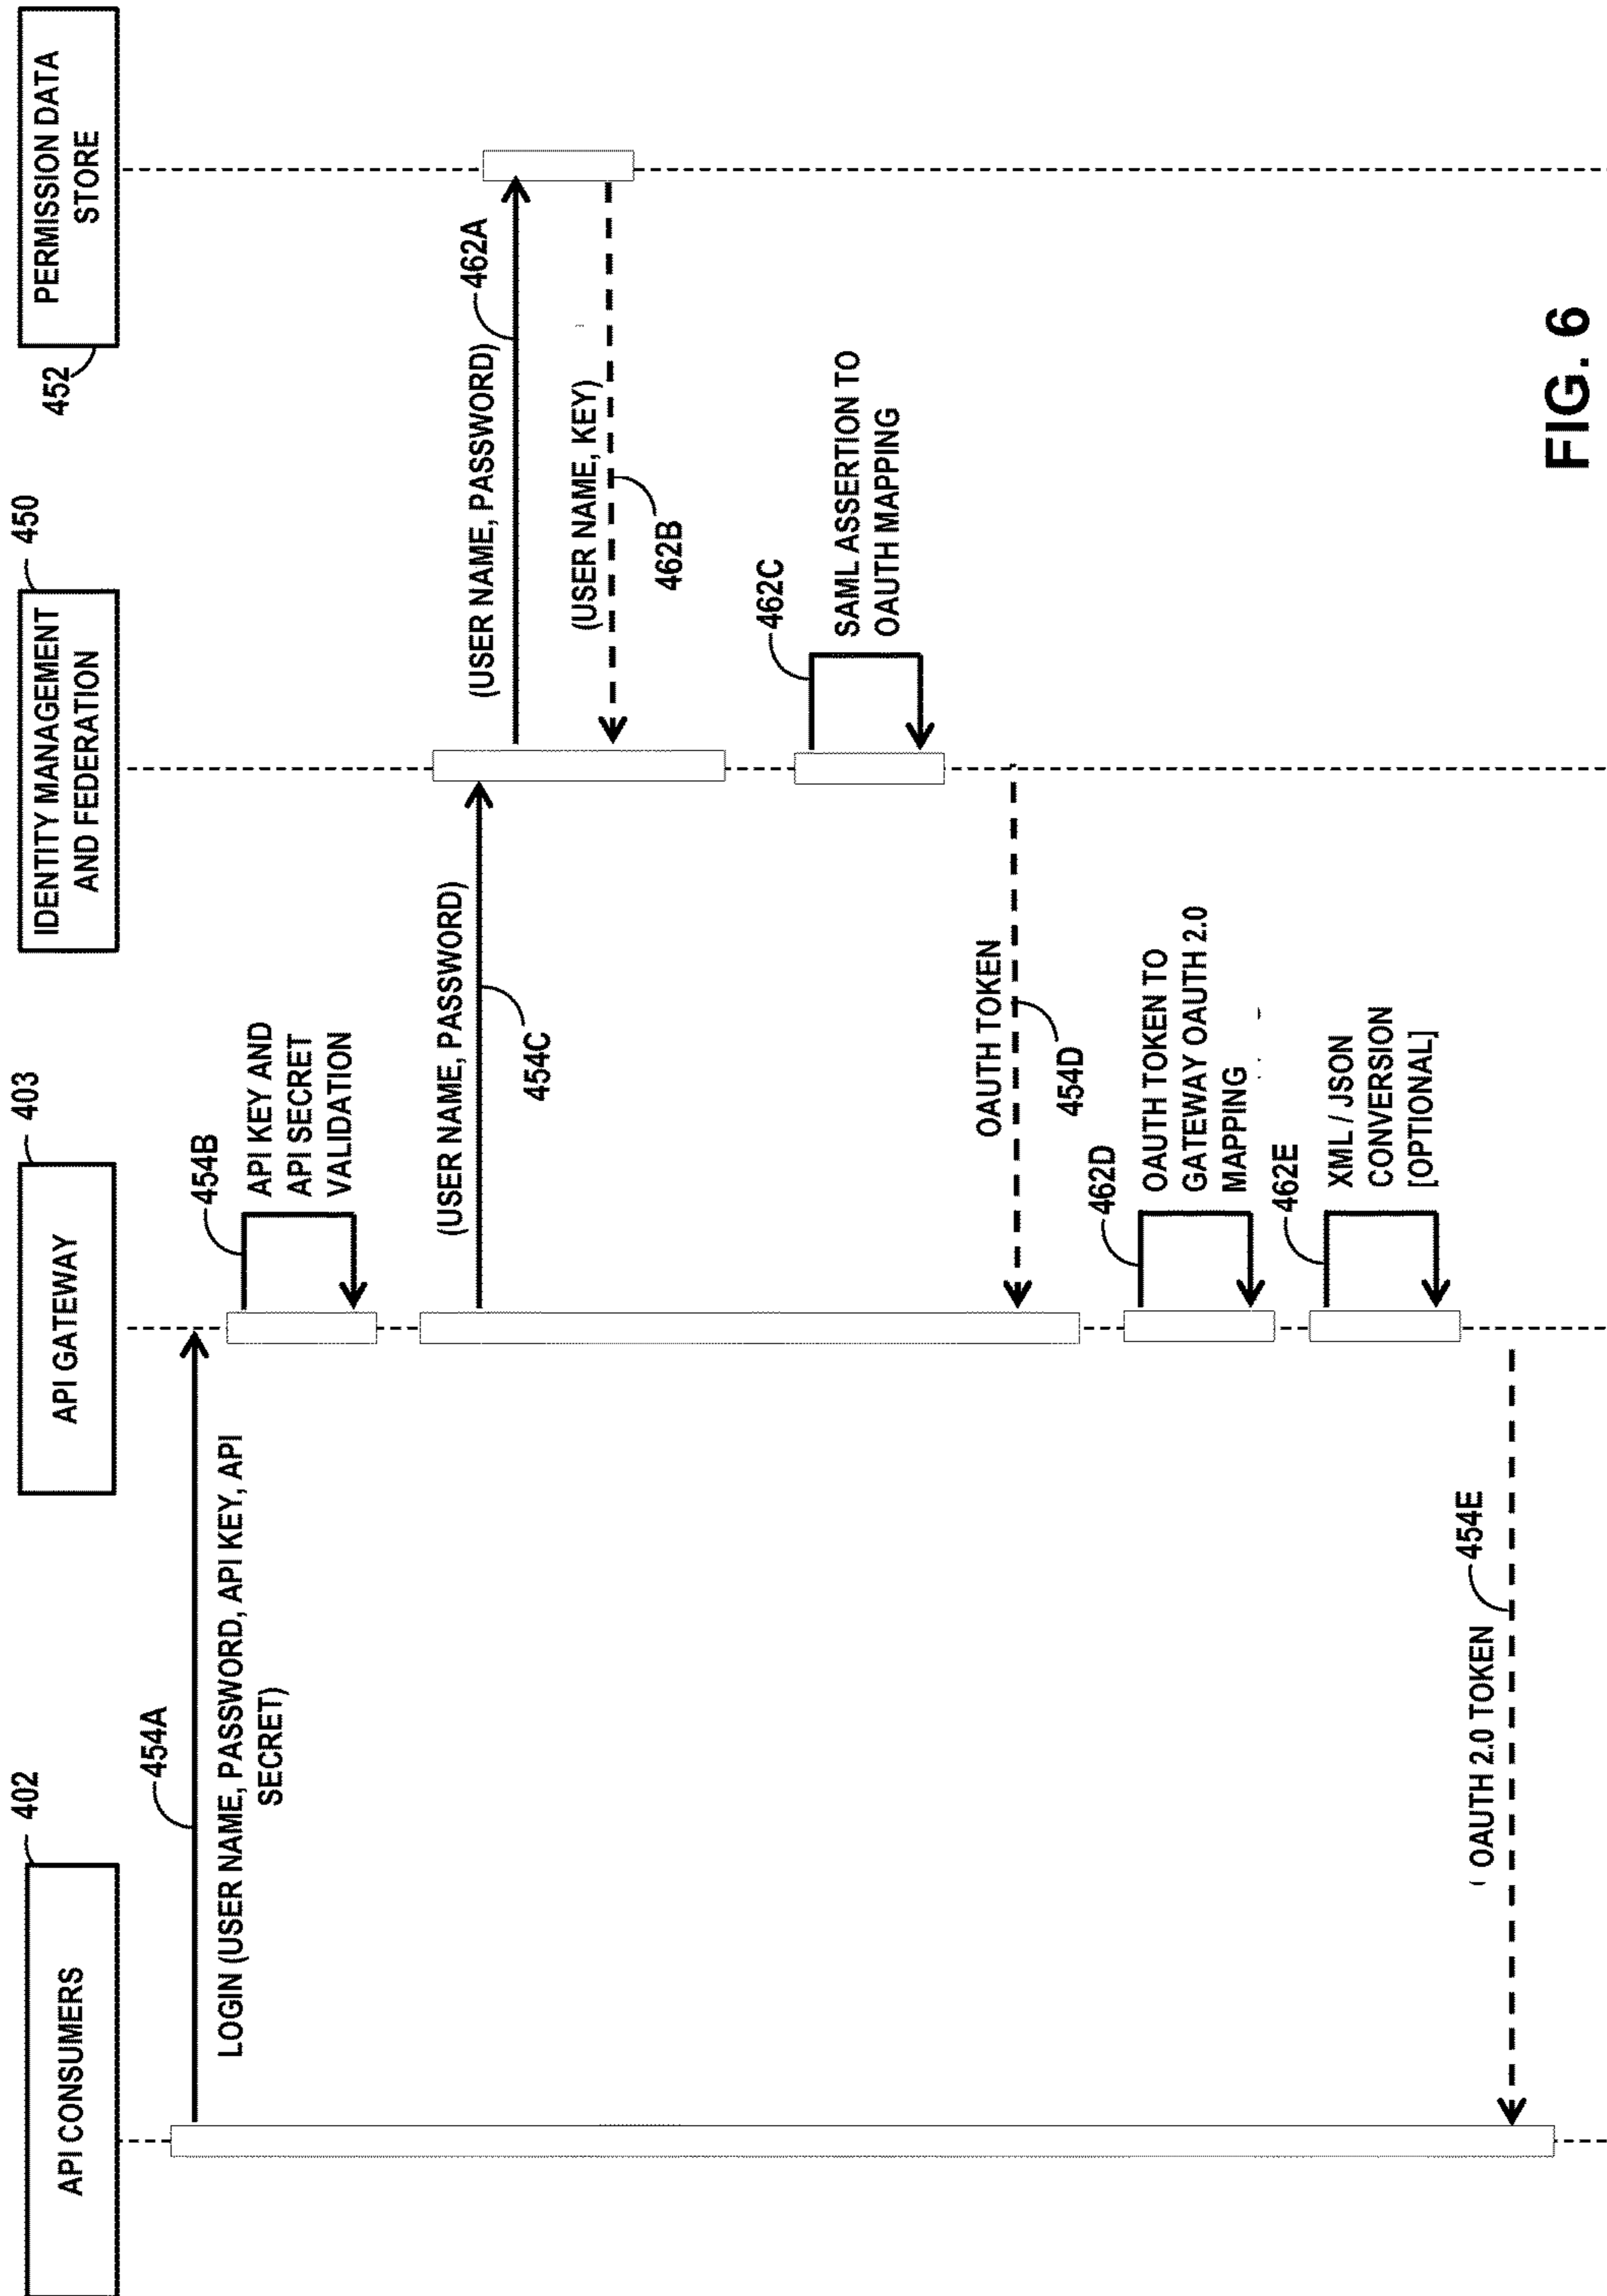 402
API CONSUMERS
403
API GATEWAY
450
IDENTITY MANAGEMENT
AND FEDERATION
452
PERMISSION DATA
STORE
454A
LOGIN (USER NAME, PASSWORD, API KEY, API
SECRET)
454B
API KEY AND
API SECRET
VALIDATION
(USER NAME, PASSWORD)
454C
(USER NAME, PASSWORD)
462A
(USER NAME, KEY)
462B
462C
SAML ASSERTION TO
OAUTH MAPPING
OAUTH TOKEN
454D
462D
OAUTH TOKEN TO
GATEWAY OAUTH 2.0
MAPPING
462E
XML / JSON
CONVERSION
[OPTIONAL]
454E
( OAUTH 2.0 TOKEN
FIG. 6